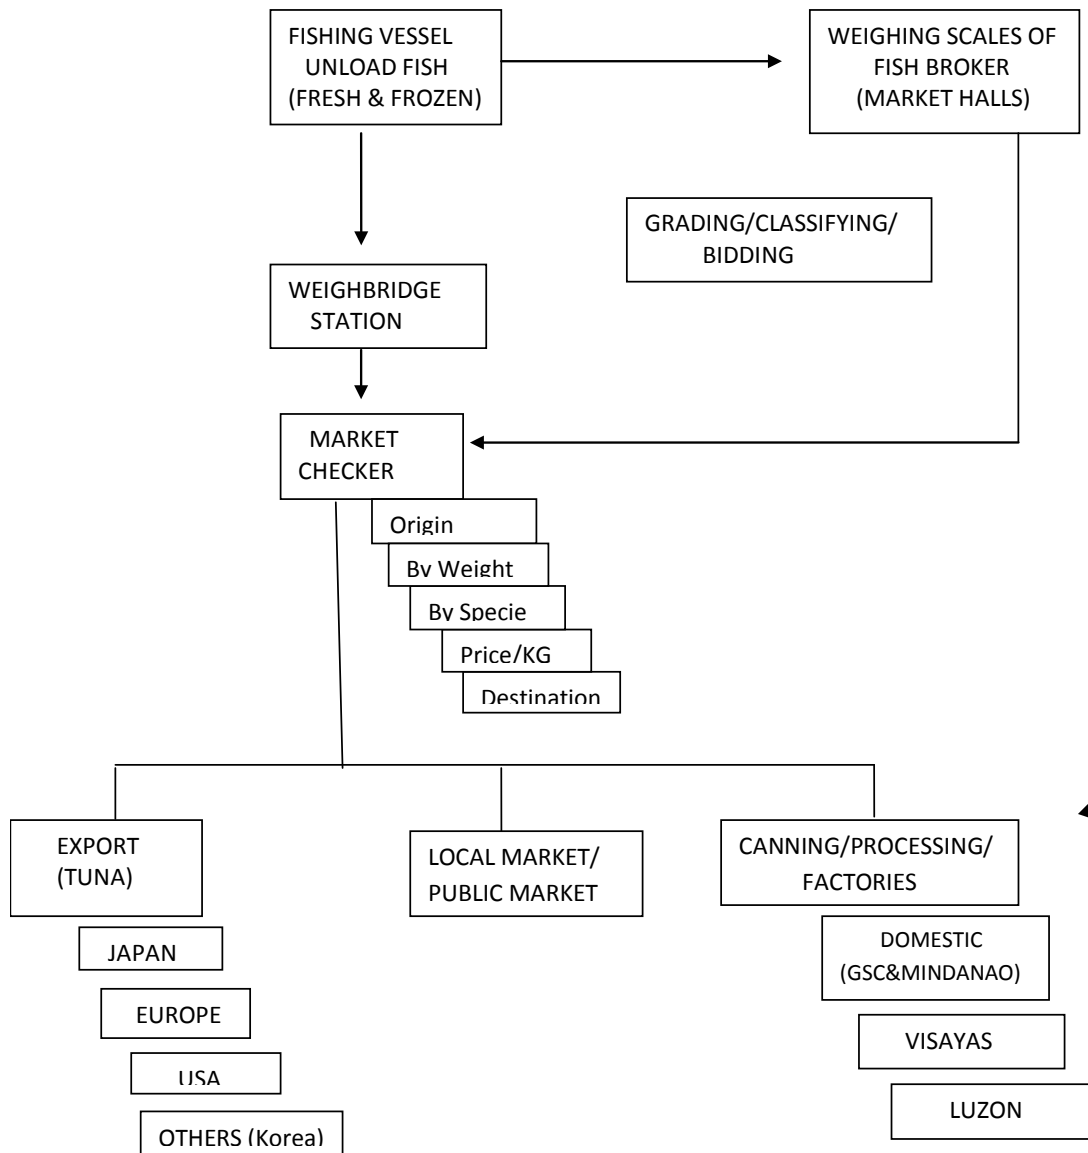 FISHING VESSEL
UNLOAD FISH
(FRESH & FROZEN)
WEIGHING SCALES OF
FISH BROKER
(MARKET HALLS)
GRADING/CLASSIFYING/
BIDDING
WEIGHBRIDGE
STATION
MARKET
CHECKER
Origin
By Weight
By Specie
Price/KG
Destination
EXPORT
(TUNA)
LOCAL MARKET/
PUBLIC MARKET
CANNING/PROCESSING/
FACTORIES
JAPAN
EUROPE
USA
OTHERS (Korea)
DOMESTIC
(GSC&MINDANAO)
VISAYAS
LUZON